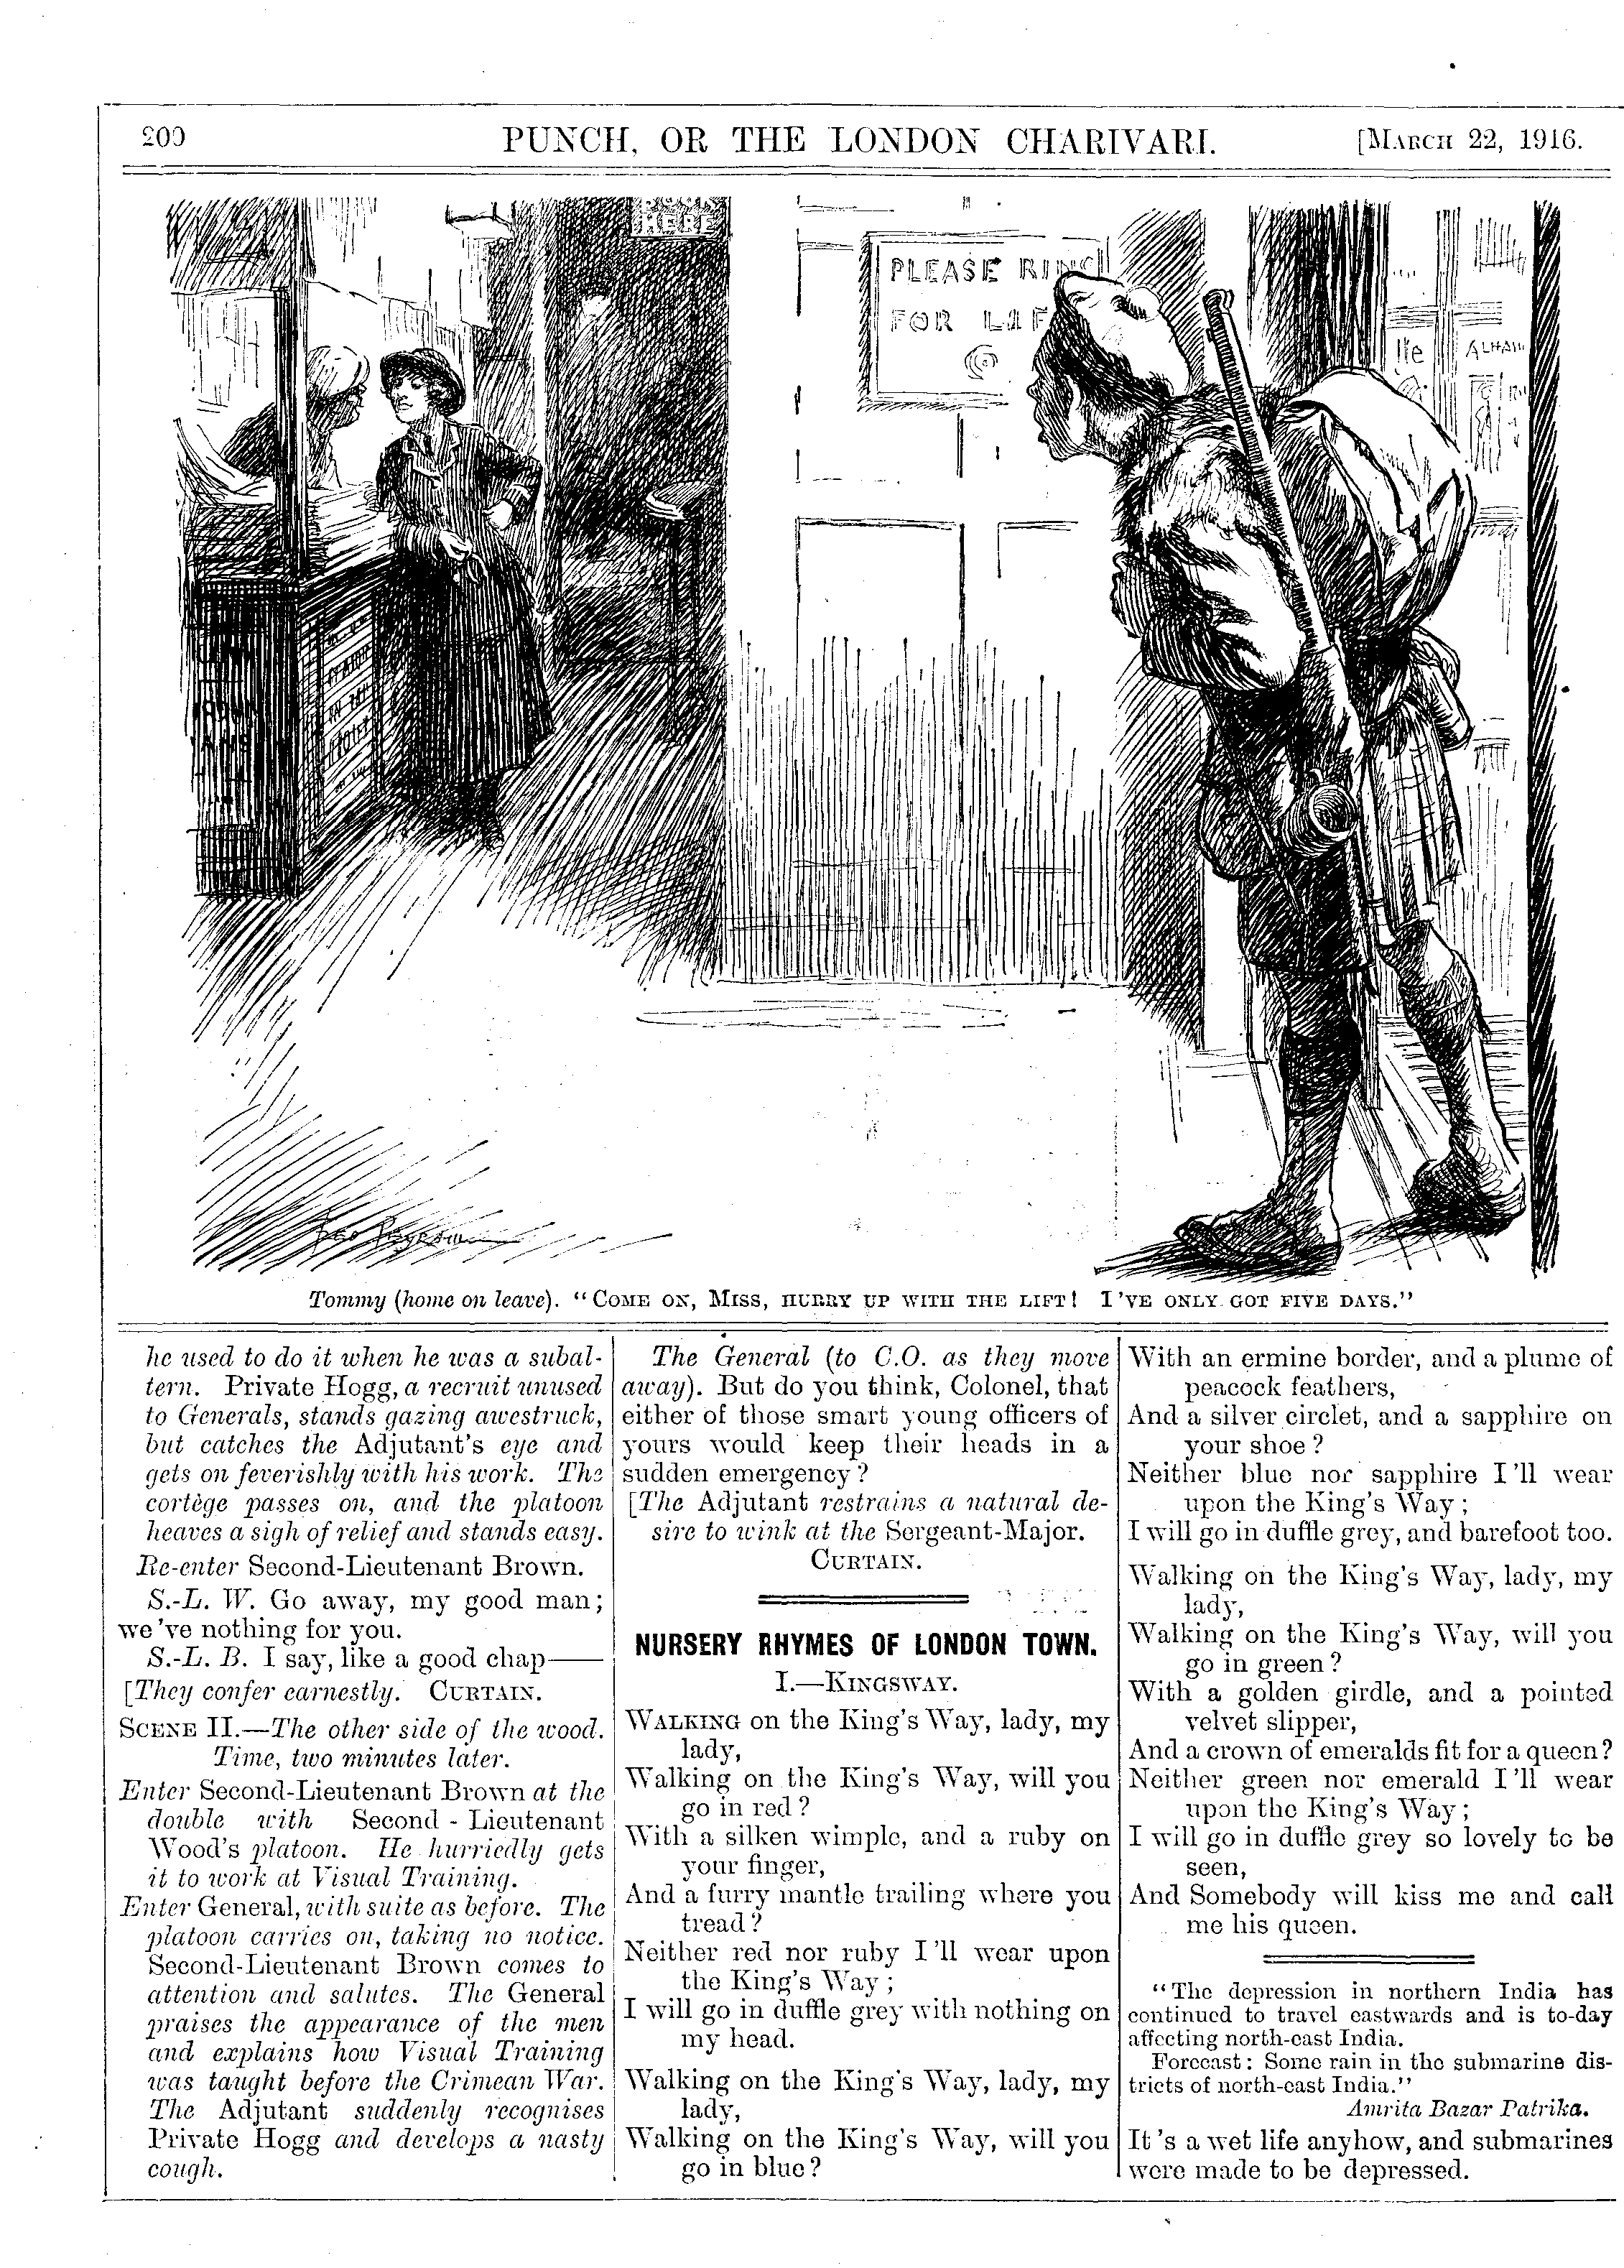 200
PUNCH, OR THE LONDON CHARIVARI.
[MARCH 22, 1916.
HERE
PLEASE RING
FOR LIF
Tommy (home on leave). "COME ON, MISS, HURRY UP WITH THE LIFT! I'VE ONLY GOT FIVE DAYS."
he used to do it when he was a subal-
tern. Private Hogg, a recruit unused
to Generals, stands gazing awestruck,
but catches the Adjutant's eye and
gets on feverishly with his work. The
cortège passes on, and the platoon
heaves a sigh of relief and stands easy.
Re-enter Second-Lieutenant Brown.
S.-L. W. Go away, my good man;
we've nothing for you.
S.-L. B. I say, like a good chap——
[They confer earnestly. CURTAIN.
SCENE II.—The other side of the wood.
Time, two minutes later.
Enter Second-Lieutenant Brown at the
double with Second-Lieutenant
Wood's platoon. He hurriedly gets
it to work at Visual Training.
Enter General, with suite as before. The
platoon carries on, taking no notice.
Second-Lieutenant Brown comes to
attention and salutes. The General
praises the appearance of the men
and explains how Visual Training
was taught before the Crimean War.
The Adjutant suddenly recognises
Private Hogg and develops a nasty
cough.
The General (to C.O. as they move
away). But do you think, Colonel, that
either of those smart young officers of
yours would keep their heads in a
sudden emergency?
[The Adjutant restrains a natural de-
sire to wink at the Sergeant-Major.
CURTAIN.
NURSERY RHYMES OF LONDON TOWN.
I.—KINGSWAY.
WALKING on the King's Way, lady, my
lady,
Walking on the King's Way, will you
go in red?
With a silken wimple, and a ruby on
your finger,
And a furry mantle trailing where you
tread?
Neither red nor ruby I'll wear upon
the King's Way;
I will go in duffle grey with nothing on
my head.
Walking on the King's Way, lady, my
lady,
Walking on the King's Way, will you
go in blue?
With an ermine border, and a plume of
peacock feathers,
And a silver circlet, and a sapphire on
your shoe?
Neither blue nor sapphire I'll wear
upon the King's Way;
I will go in duffle grey, and barefoot too.
Walking on the King's Way, lady, my
lady,
Walking on the King's Way, will you
go in green?
With a golden girdle, and a pointed
velvet slipper,
And a crown of emeralds fit for a queen?
Neither green nor emerald I'll wear
upon the King's Way;
I will go in duffle grey so lovely to be
seen,
And Somebody will kiss me and call
me his queen.
"The depression in northern India has
continued to travel eastwards and is to-day
affecting north-east India.
Forecast: Some rain in the submarine dis-
tricts of north-east India."
Amrita Bazar Patrika.
It's a wet life anyhow, and submarines
were made to be depressed.